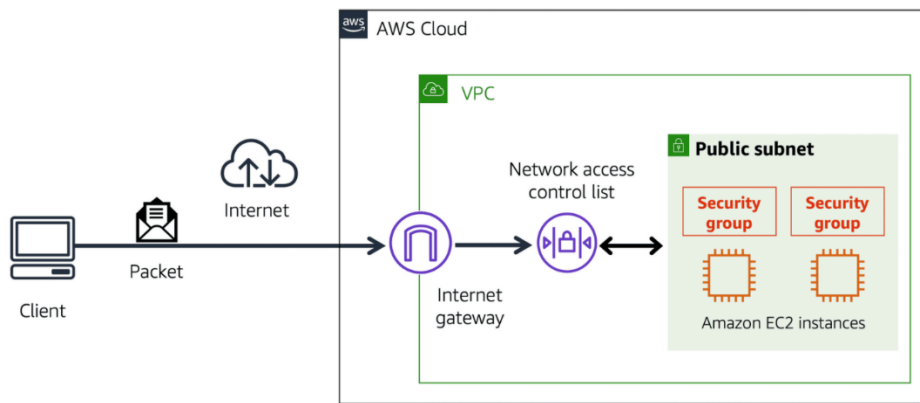 aws
AWS Cloud
VPC
Public subnet
Network access
control list
Security
group
Security
group
Internet
Packet
Client
Internet
gateway
Amazon EC2 instances